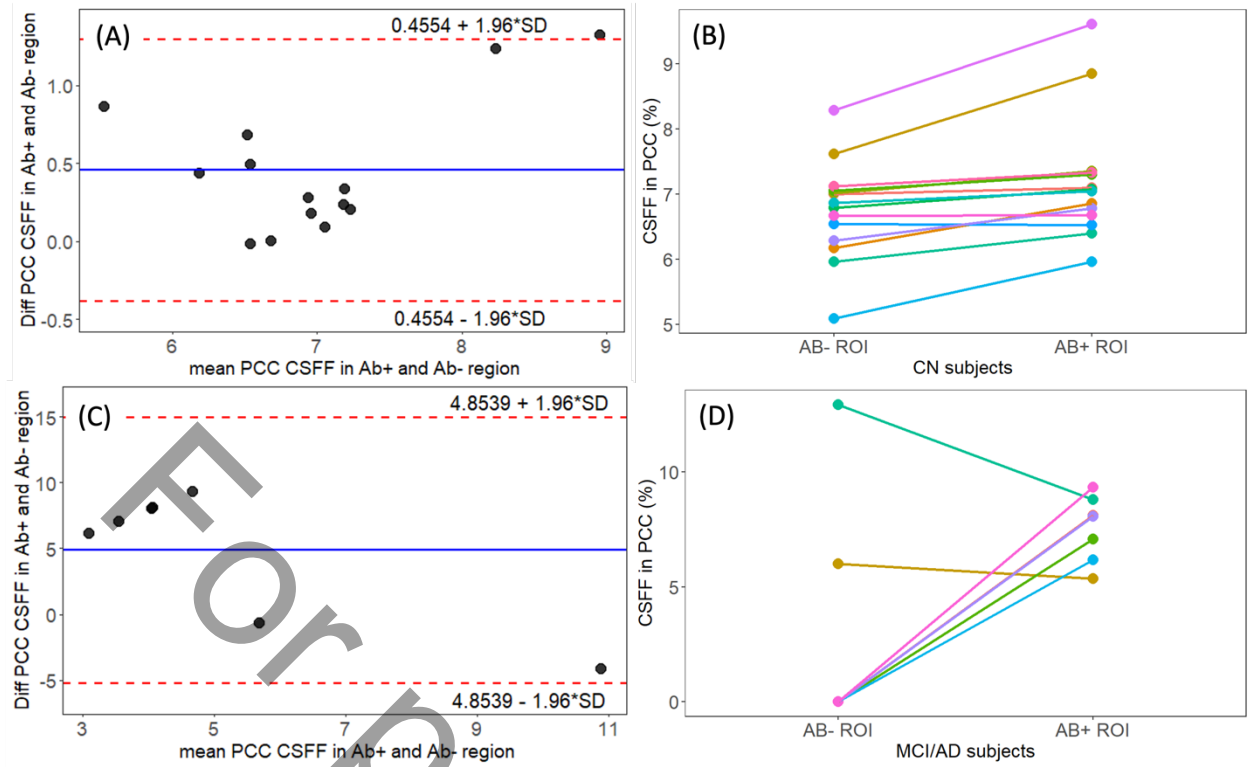 (A)
0.4554 + 1.96*SD
Diff PCC CSFF in Ab+ and Ab- region
1.0
0.5
0.0
-0.5
0.4554 - 1.96*SD
6
7
8
9
mean PCC CSFF in Ab+ and Ab- region
(B)
CSFF in PCC (%)
9
8
7
6
5
AB- ROI
AB+ ROI
CN subjects
(C)
4.8539 + 1.96*SD
Diff PCC CSFF in Ab+ and Ab- region
15
10
5
0
-5
4.8539 - 1.96*SD
3
5
7
9
11
mean PCC CSFF in Ab+ and Ab- region
(D)
CSFF in PCC (%)
10
5
0
AB- ROI
AB+ ROI
MCI/AD subjects
For